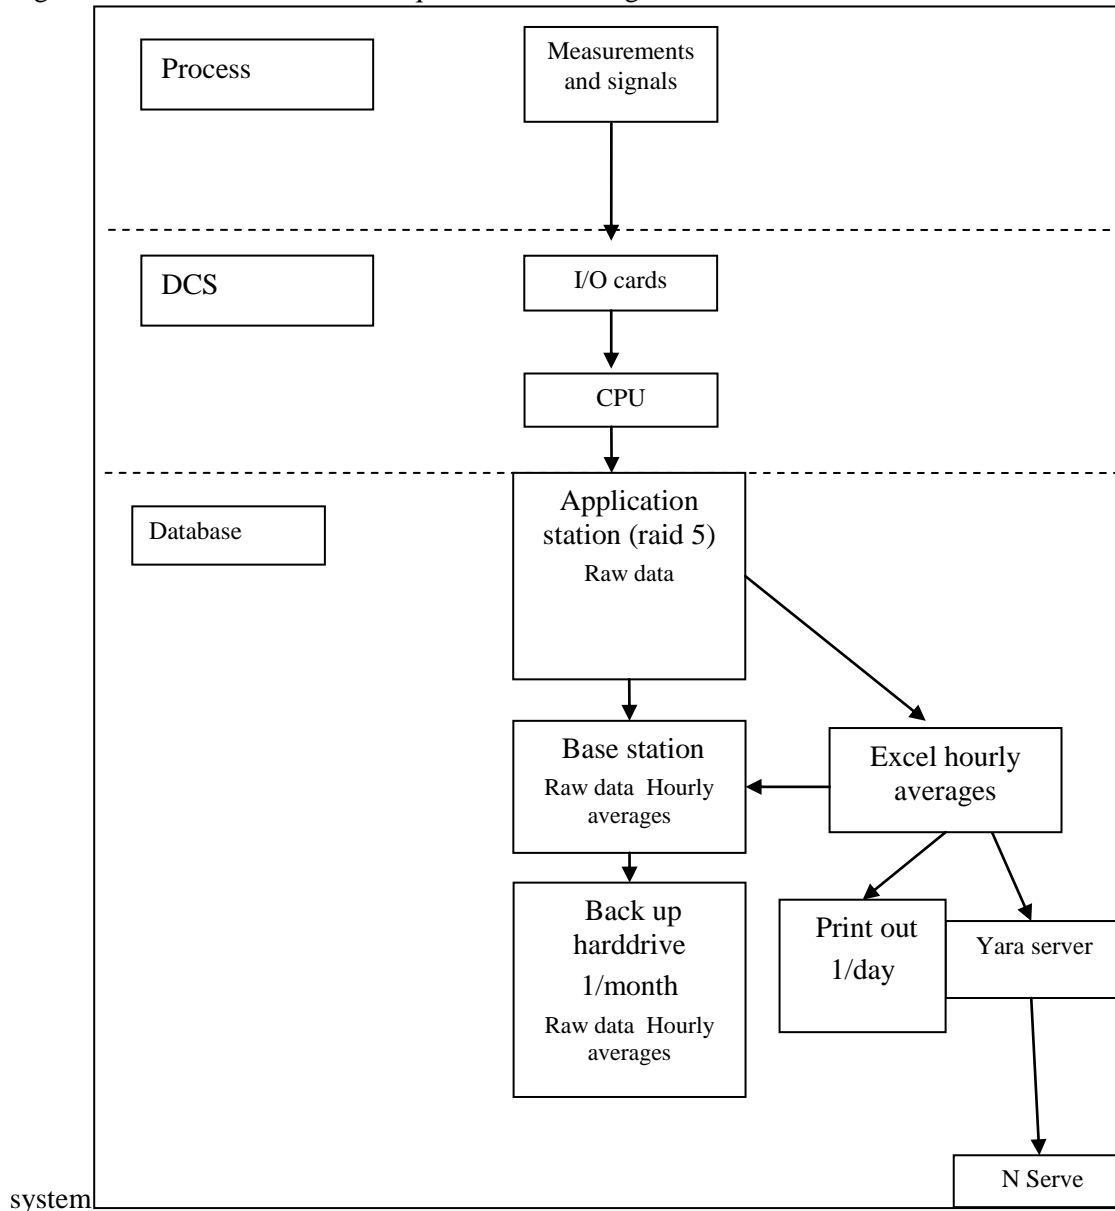 Process
Measurements
and signals
DCS
I/O cards
CPU
Database
Application
station (raid 5)
Raw data
Base station
Raw data  Hourly
averages
Excel hourly
averages
Back up
harddrive
1/month
Raw data  Hourly
averages
Print out
1/day
Yara server
N Serve
system